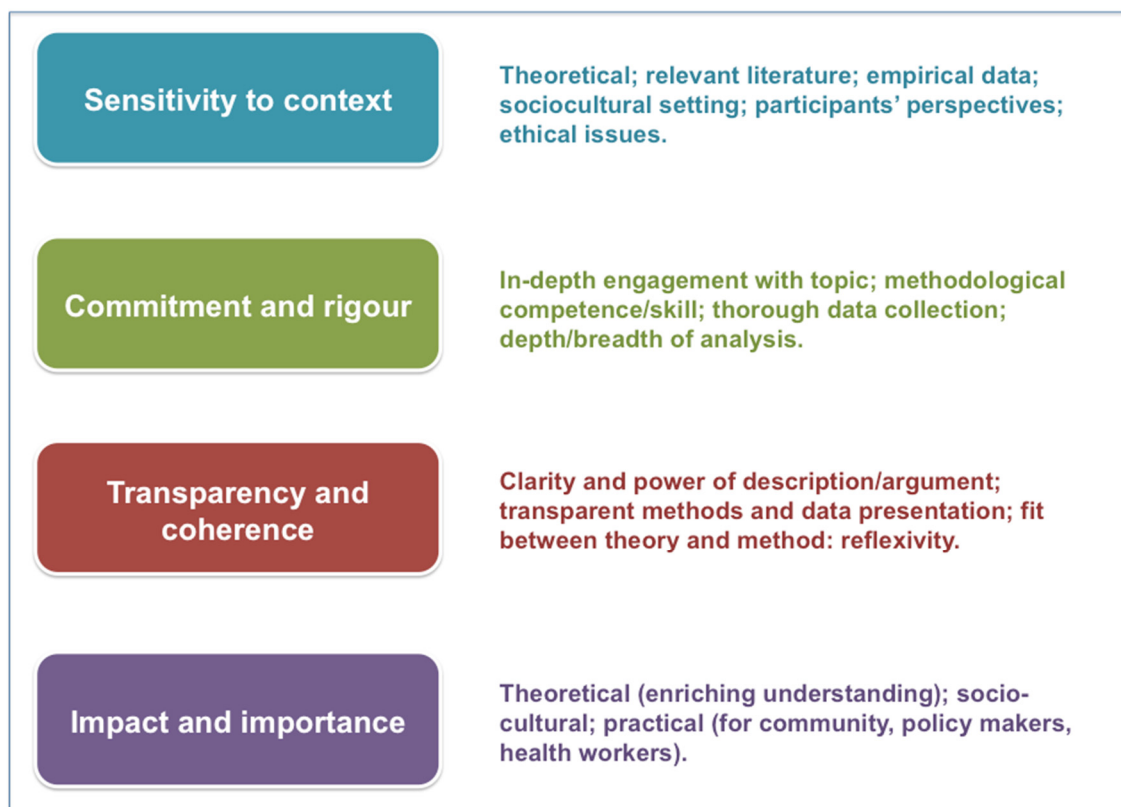 Sensitivity to context
Theoretical; relevant literature; empirical data;
sociocultural setting; participants’ perspectives;
ethical issues.
Commitment and rigour
In-depth engagement with topic; methodological
competence/skill; thorough data collection;
depth/breadth of analysis.
Transparency and
coherence
Clarity and power of description/argument;
transparent methods and data presentation; fit
between theory and method: reflexivity.
Impact and importance
Theoretical (enriching understanding); socio-
cultural; practical (for community, policy makers,
health workers).